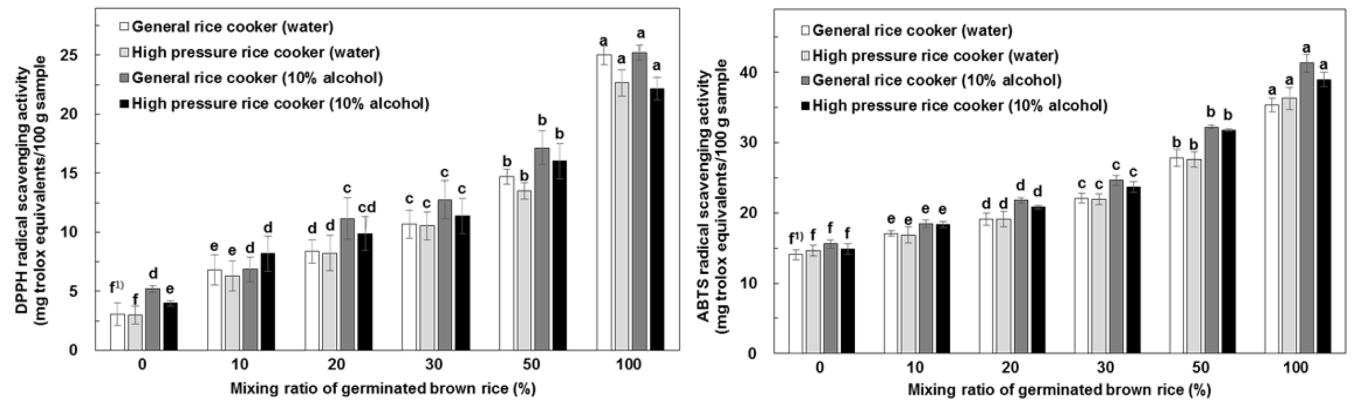 DPPH radical scavenging activity
(mg trolox equivalents/100 g sample)
General rice cooker (water)
High pressure rice cooker (water)
General rice cooker (10% alcohol)
High pressure rice cooker (10% alcohol)
25
20
15
10
5
0
f¹⁾ f d e
e e d d
d d c cd
c c c c
b b b b
a a a a
0 10 20 30 50 100
Mixing ratio of germinated brown rice (%)
ABTS radical scavenging activity
(mg trolox equivalents/100 g sample)
General rice cooker (water)
High pressure rice cooker (water)
General rice cooker (10% alcohol)
High pressure rice cooker (10% alcohol)
40
30
20
10
0
f¹⁾ f f f
e e e e
d d d d
c c c c
b b b b
a a a a
0 10 20 30 50 100
Mixing ratio of germinated brown rice (%)